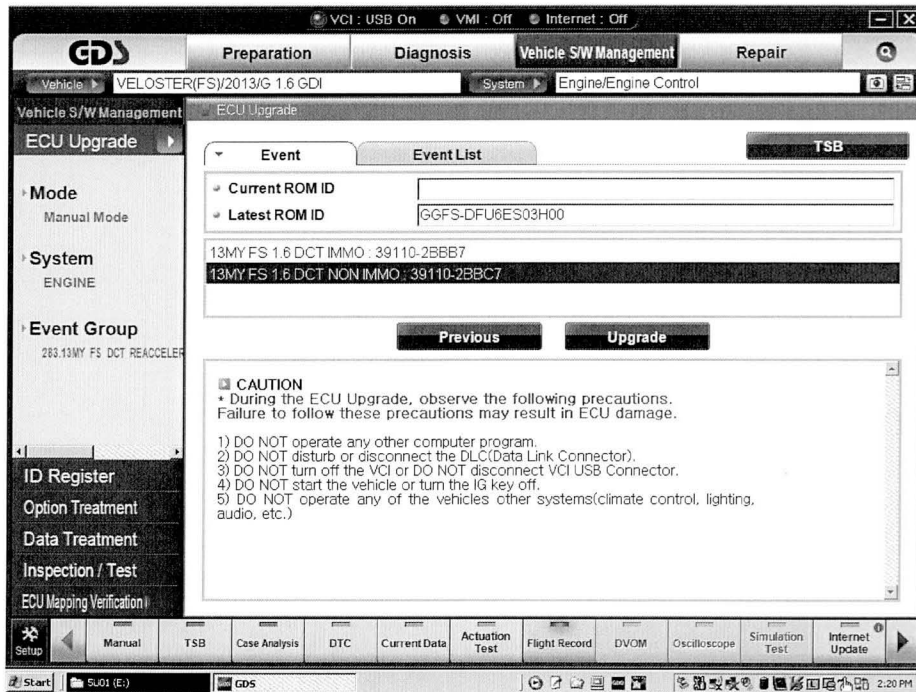 VCI : USB On VMI : Off Internet : Off
GDS Preparation Diagnosis Vehicle S/W Management Repair
Vehicle VELOSTER(FS)/2013/G 1.6 GDI System Engine/Engine Control
Vehicle S/W Management
ECU Upgrade
ECU Upgrade
Event Event List TSB
Current ROM ID
Latest ROM ID GGFS-DFU6ES03H00
Mode
Manual Mode
System
ENGINE
Event Group
283.13MY FS DCT REACCELER
13MY FS 1.6 DCT IMMO : 39110-2BBB7
13MY FS 1.6 DCT NON IMMO : 39110-2BBC7
Previous Upgrade
CAUTION
* During the ECU Upgrade, observe the following precautions.
Failure to follow these precautions may result in ECU damage.
1) DO NOT operate any other computer program.
2) DO NOT disturb or disconnect the DLC(Data Link Connector).
3) DO NOT turn off the VCI or DO NOT disconnect VCI USB Connector.
4) DO NOT start the vehicle or turn the IG key off.
5) DO NOT operate any of the vehicles other systems(climate control, lighting,
audio, etc.)
ID Register
Option Treatment
Data Treatment
Inspection / Test
ECU Mapping Verification
Setup Manual TSB Case Analysis DTC Current Data Actuation Test Flight Record DVOM Oscilloscope Simulation Test Internet Update
Start SU01 (E:) GDS 2:20 PM